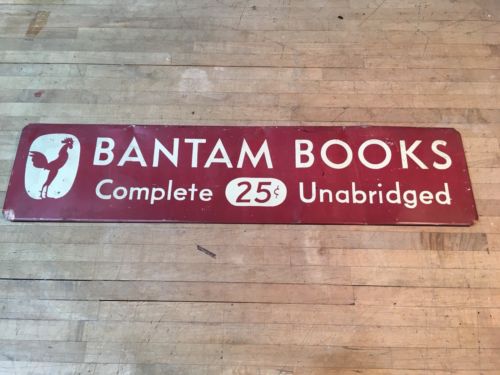 BANTAM BOOKS
Complete 25¢ Unabridged